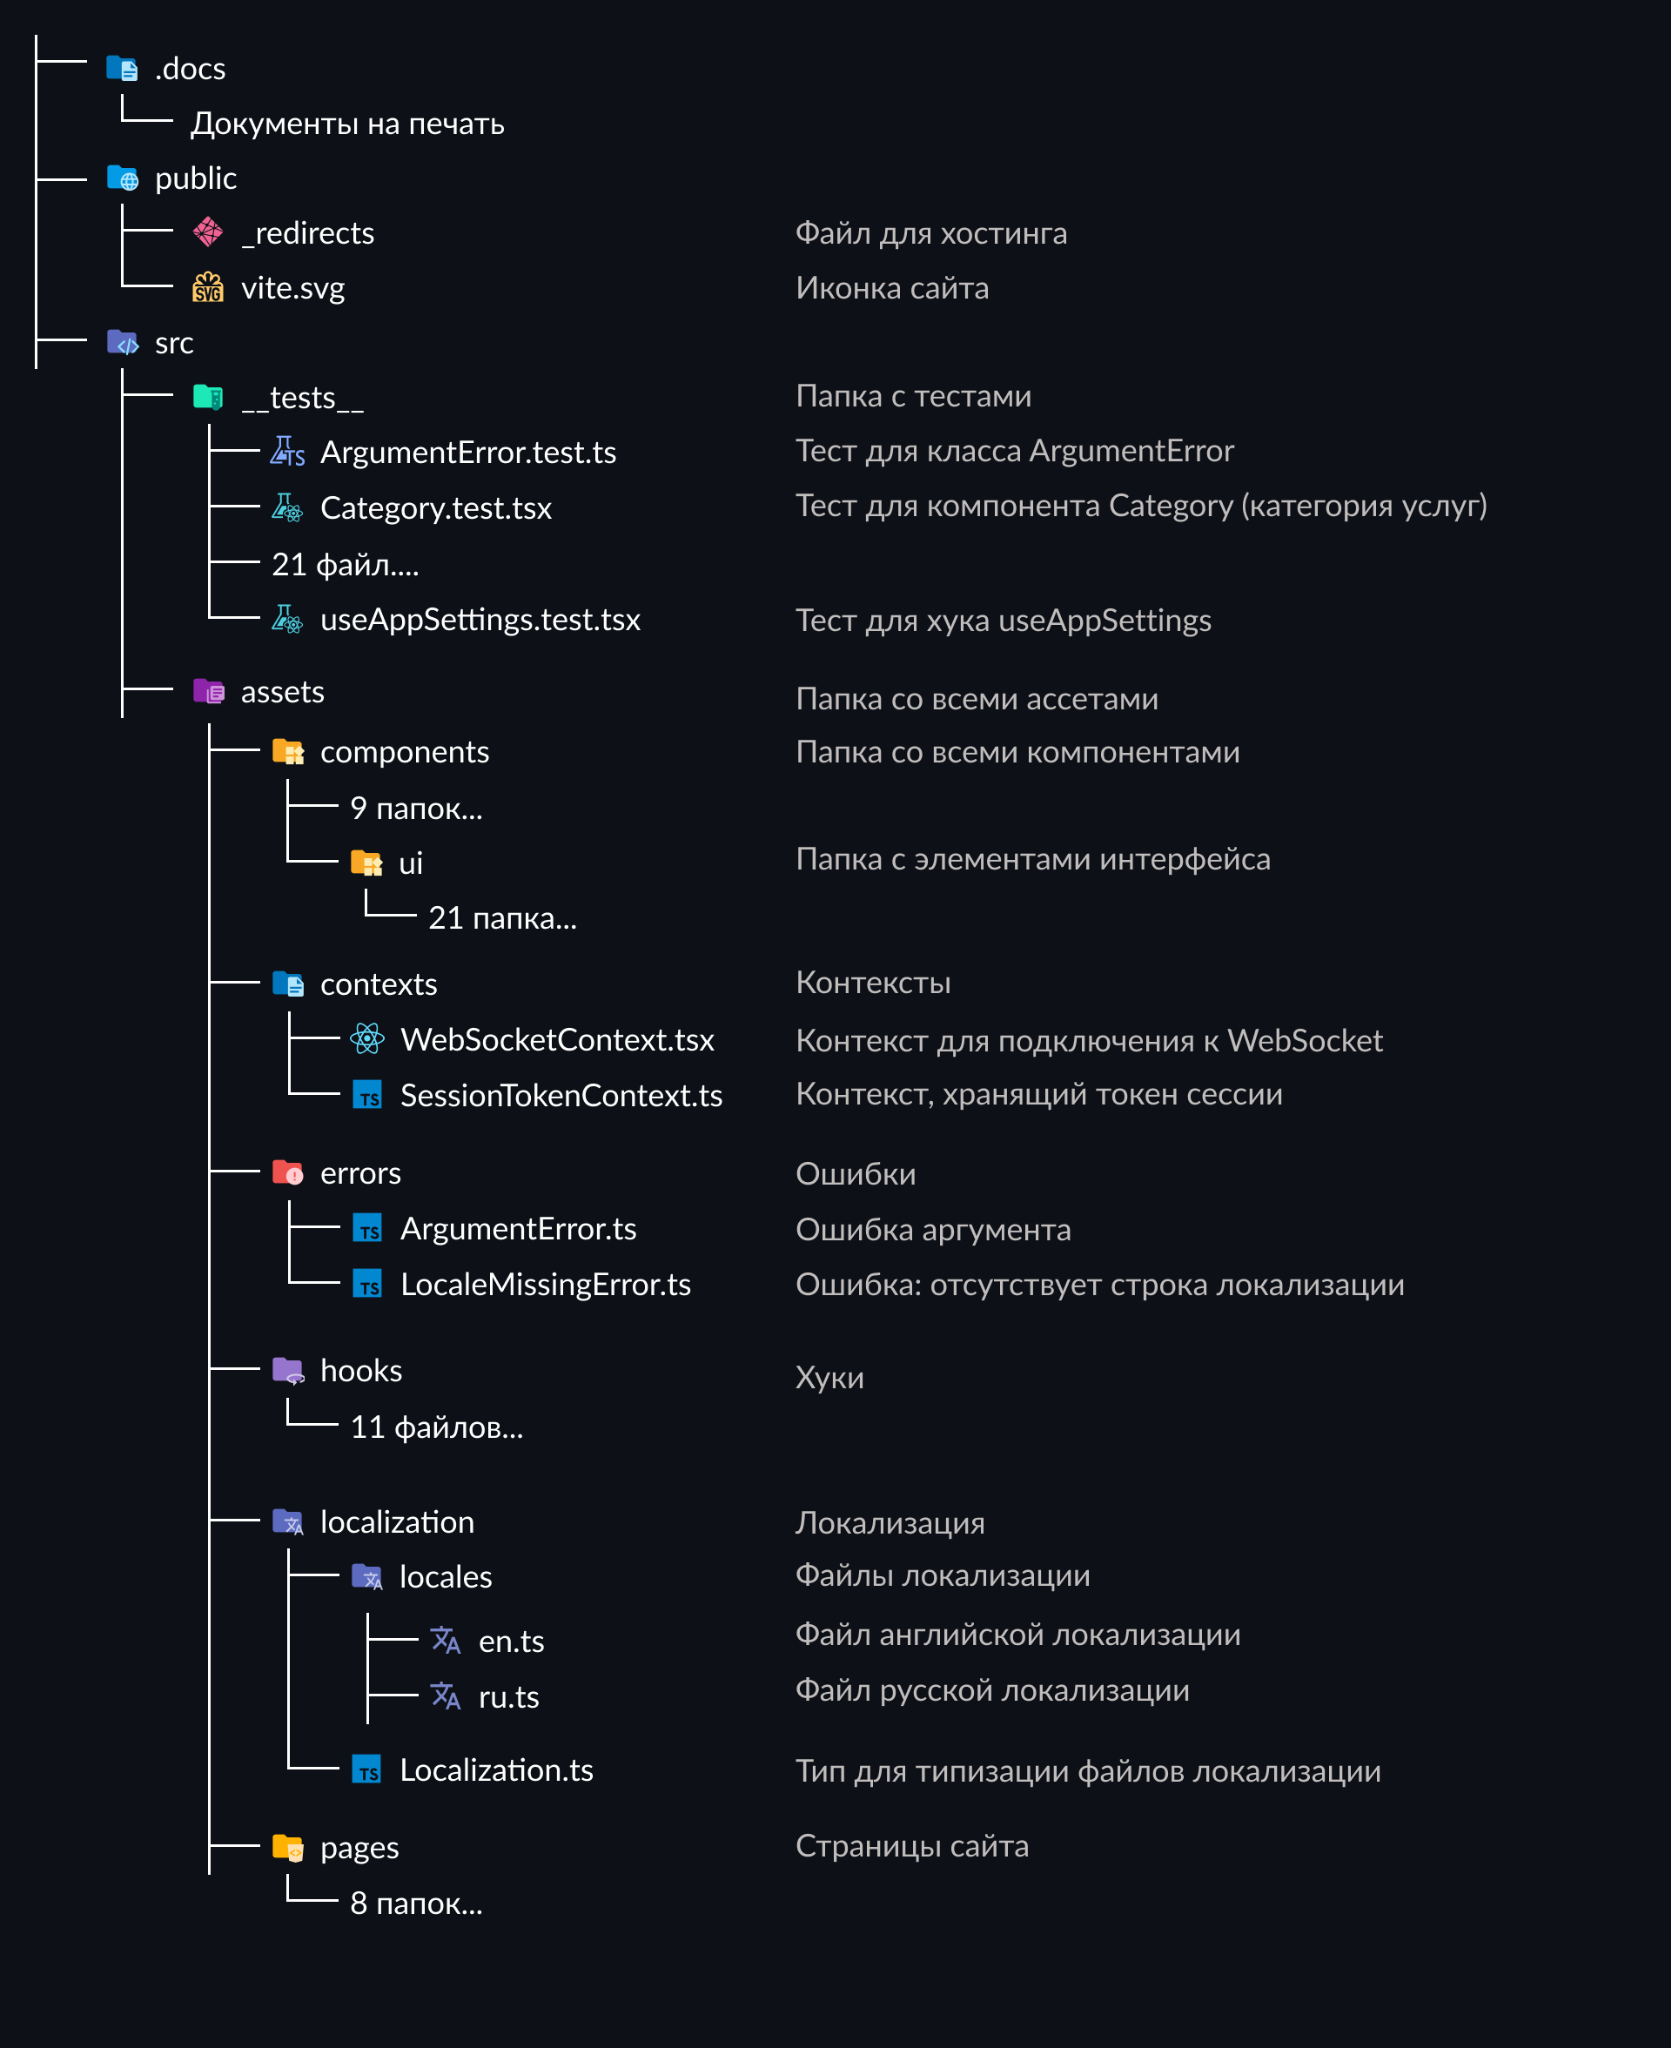 .docs
Документы на печать
public
_redirects Файл для хостинга
vite.svg Иконка сайта
src
__tests__ Папка с тестами
ArgumentError.test.ts Тест для класса ArgumentError
Category.test.tsx Тест для компонента Category (категория услуг)
21 файл....
useAppSettings.test.tsx Тест для хука useAppSettings
assets Папка со всеми ассетами
components Папка со всеми компонентами
9 папок...
ui Папка с элементами интерфейса
21 папка...
contexts Контексты
WebSocketContext.tsx Контекст для подключения к WebSocket
SessionTokenContext.ts Контекст, хранящий токен сессии
errors Ошибки
ArgumentError.ts Ошибка аргумента
LocaleMissingError.ts Ошибка: отсутствует строка локализации
hooks Хуки
11 файлов...
localization Локализация
locales Файлы локализации
en.ts Файл английской локализации
ru.ts Файл русской локализации
Localization.ts Тип для типизации файлов локализации
pages Страницы сайта
8 папок...